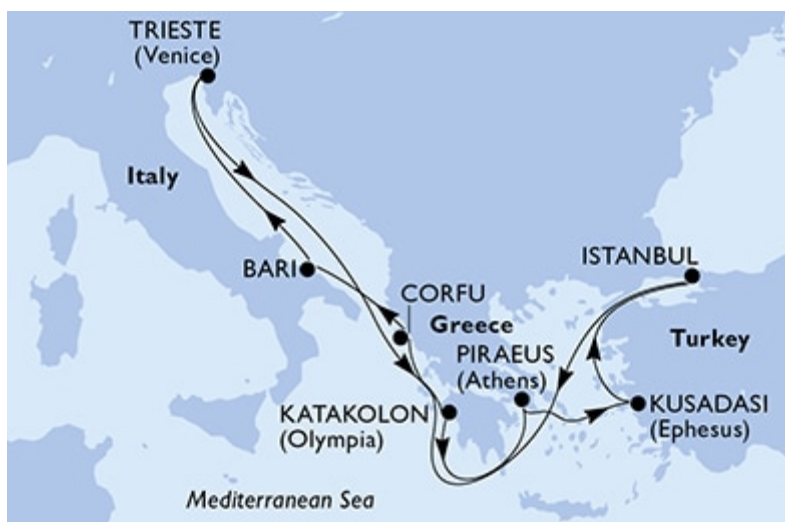 TRIESTE
(Venice)
Italy
BARI
CORFU
Greece
ISTANBUL
PIRAEUS
(Athens)
Turkey
KATAKOLON
(Olympia)
KUSADASI
(Ephesus)
Mediterranean Sea